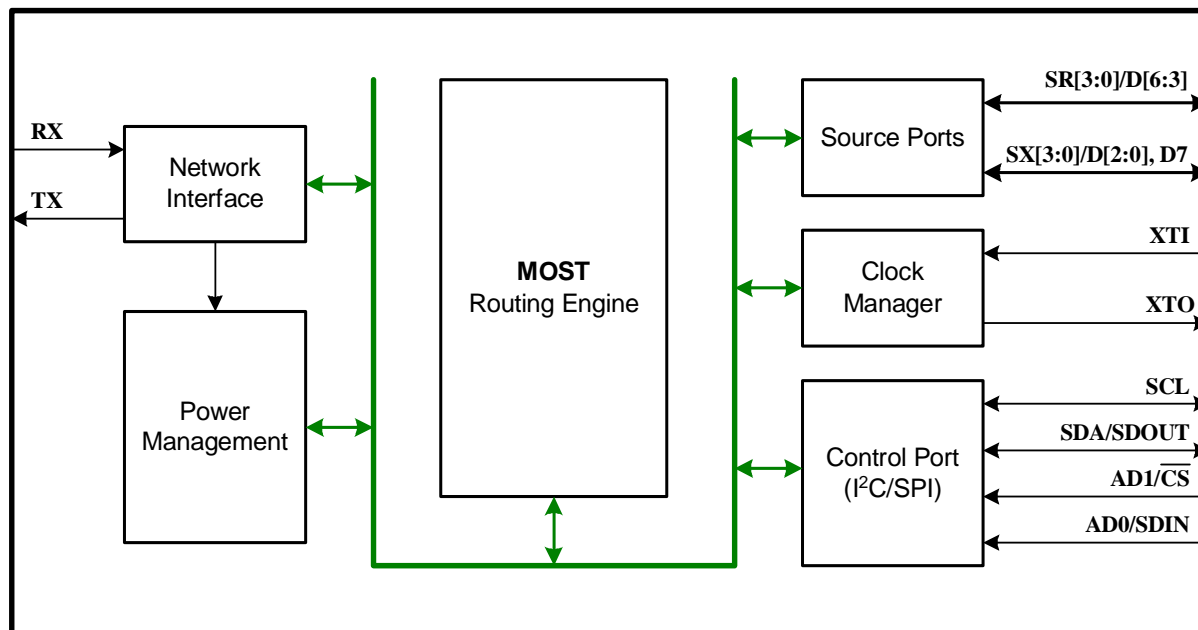 RX
TX
Network
Interface
Power
Management
MOST
Routing Engine
Source Ports
SR[3:0]/D[6:3]
SX[3:0]/D[2:0], D7
Clock
Manager
XTI
XTO
Control Port
(I²C/SPI)
SCL
SDA/SDOUT
AD1/C̅S̅
AD0/SDIN